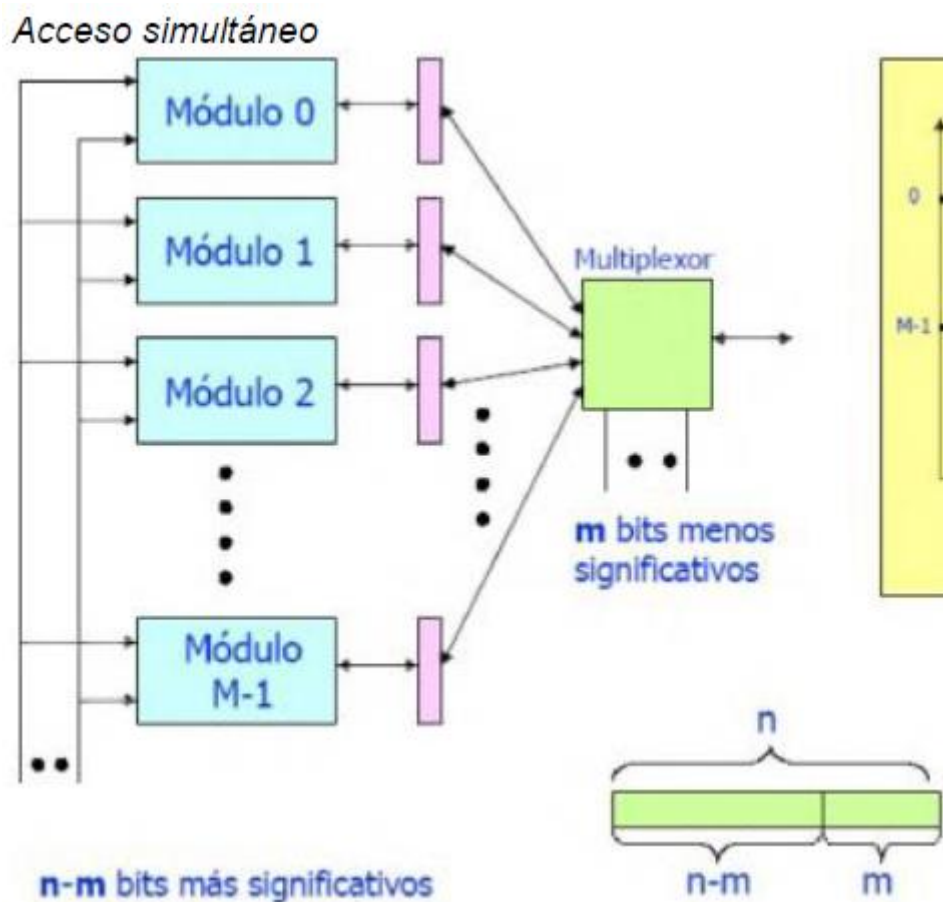 Acceso simultáneo
Módulo 0
Módulo 1
Módulo 2
Módulo
M-1
Multiplexor
m bits menos
significativos
0
M-1
n
n-m
m
n-m bits más significativos